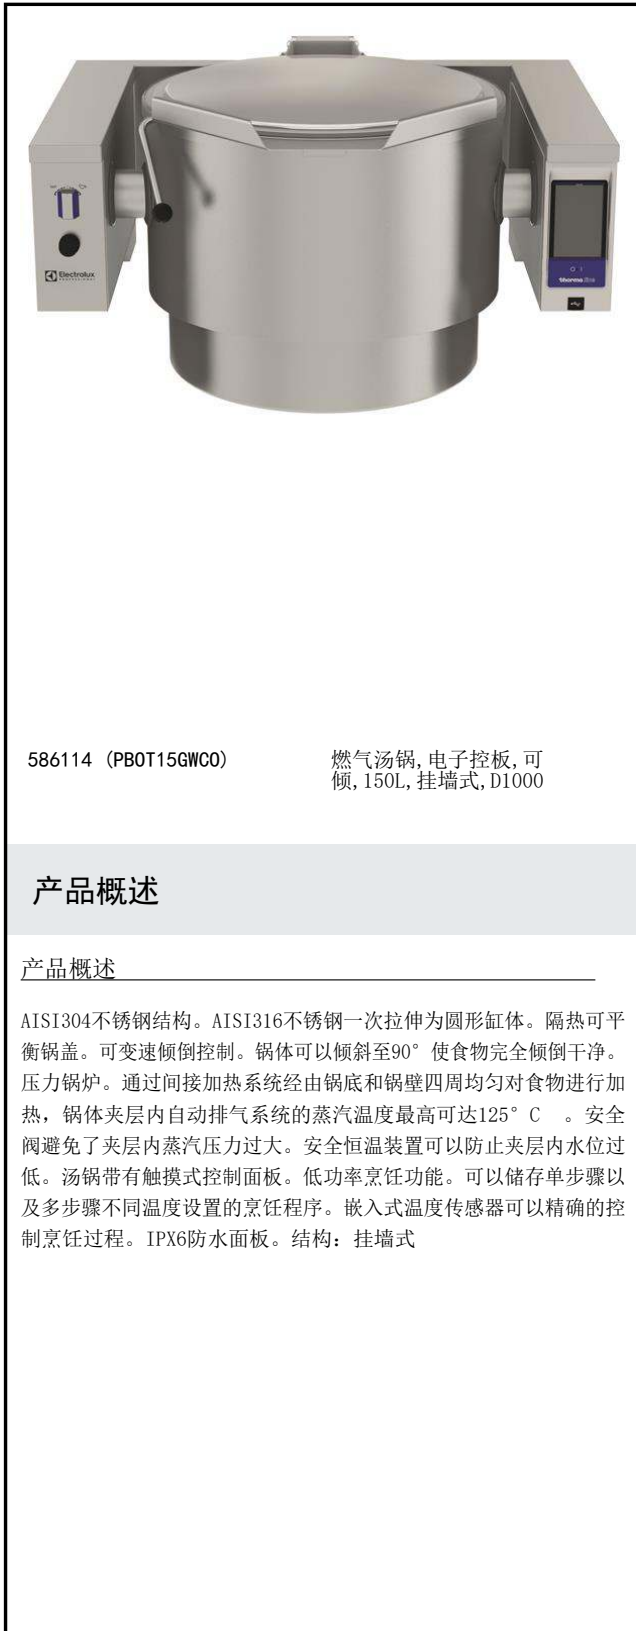 Electrolux
PROFESSIONAL
thermaline
586114 (PBOT15GWCO)
燃气汤锅,电子控板,可
倾,150L,挂墙式,D1000
产品概述
产品概述
AISI304不锈钢结构。AISI316不锈钢一次拉伸为圆形缸体。隔热可平
衡锅盖。可变速倾倒控制。锅体可以倾斜至90° 使食物完全倾倒干净。
压力锅炉。通过间接加热系统经由锅底和锅壁四周均匀对食物进行加
热，锅体夹层内自动排气系统的蒸汽温度最高可达125° C 。安全
阀避免了夹层内蒸汽压力过大。安全恒温装置可以防止夹层内水位过
低。汤锅带有触摸式控制面板。低功率烹饪功能。可以储存单步骤以
及多步骤不同温度设置的烹饪程序。嵌入式温度传感器可以精确的控
制烹饪过程。IPX6防水面板。结构：挂墙式